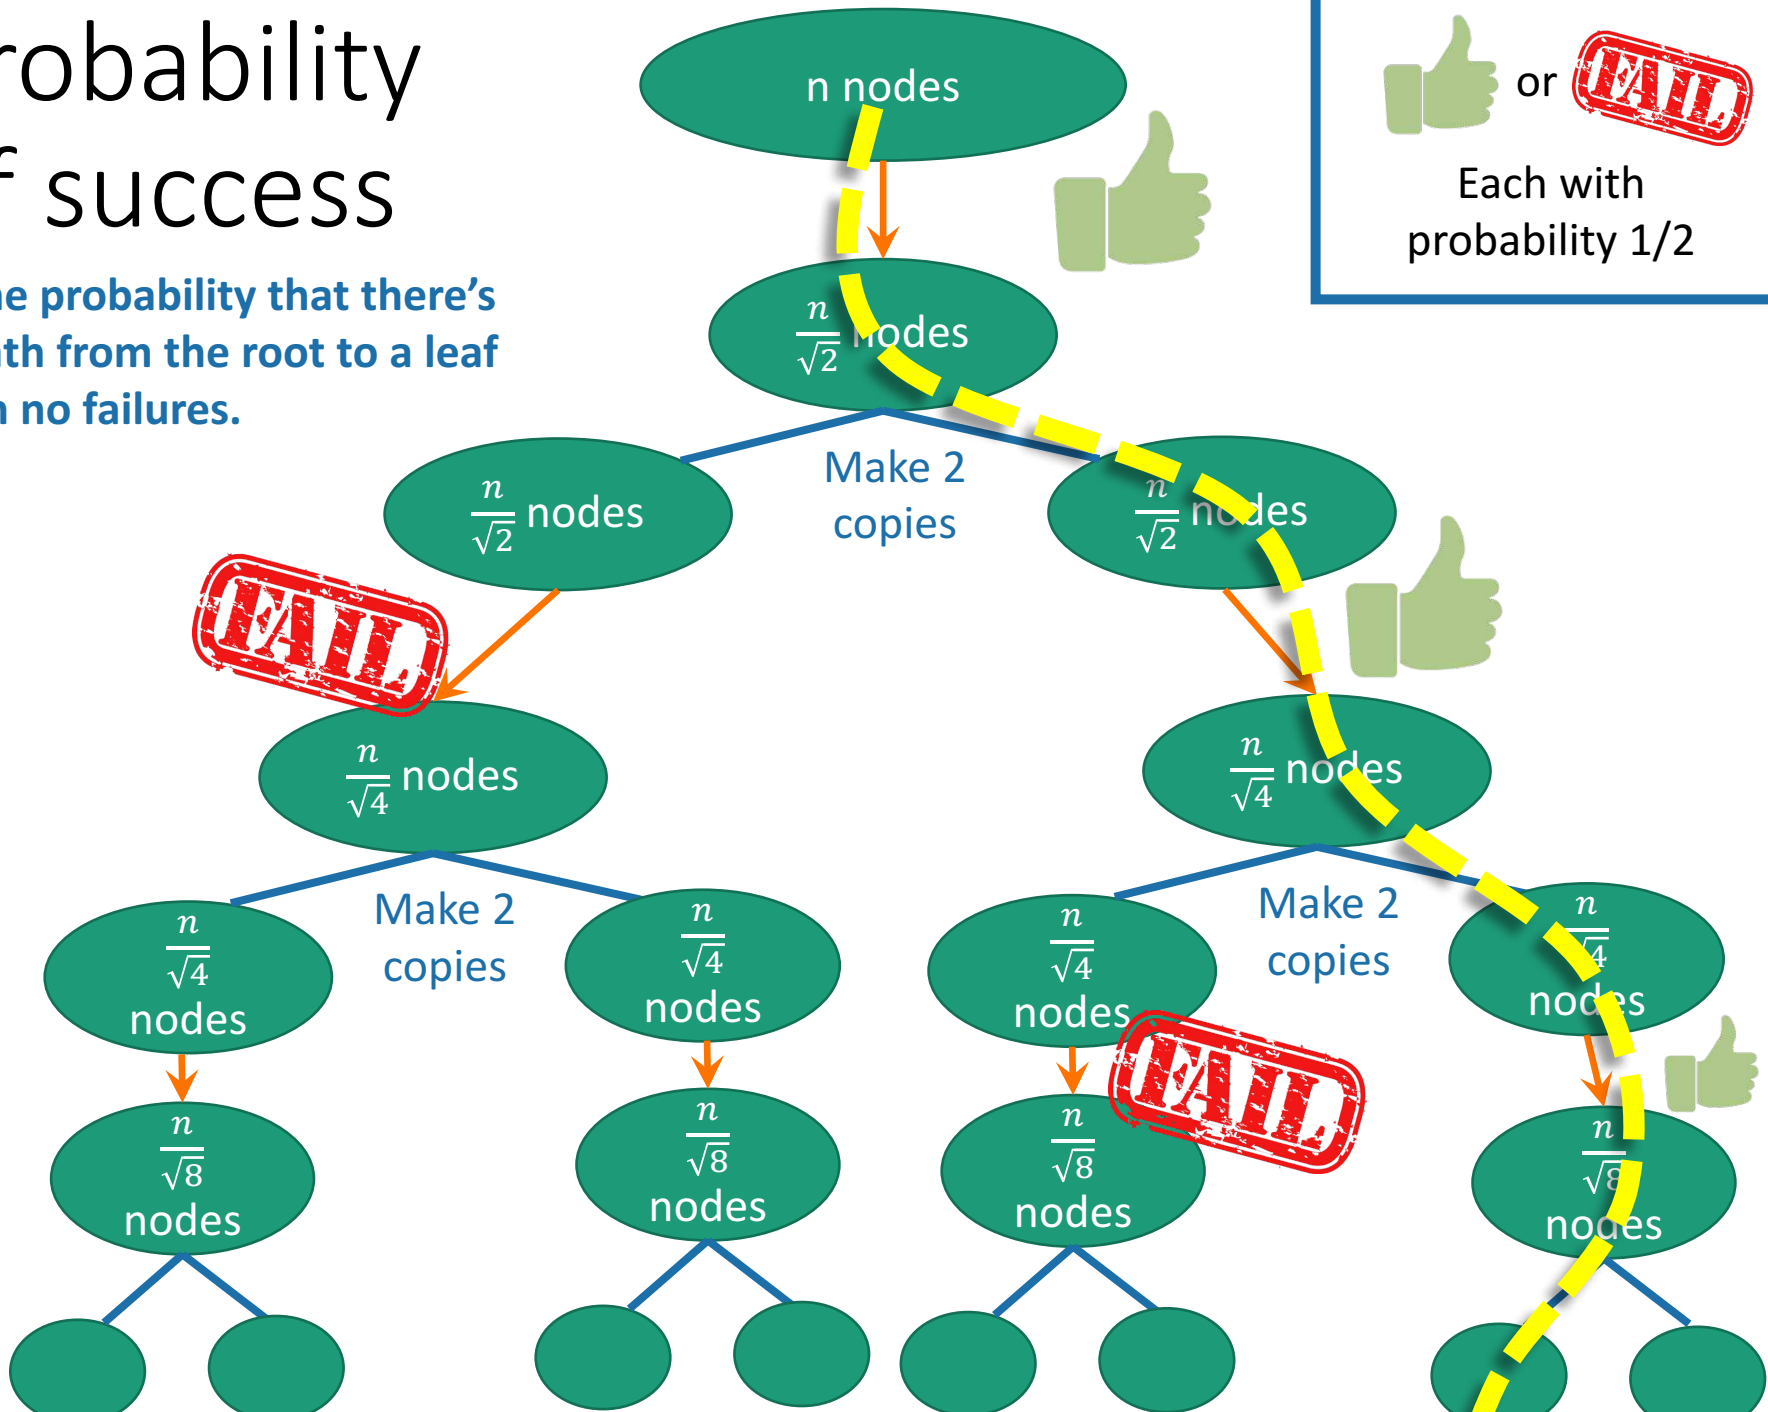 robability
f success
ne probability that there's
ath from the root to a leaf
h no failures.
n nodes
or FAIL
Each with
probability 1/2
n/√2 nodes
Make 2
copies
n/√2 nodes
n/√2 nodes
FAIL
n/√4 nodes
n/√4 nodes
Make 2
copies
Make 2
copies
n/√4
nodes
n/√4
nodes
n/√4
nodes
n/√4
nodes
FAIL
n/√8
nodes
n/√8
nodes
n/√8
nodes
n/√8
nodes